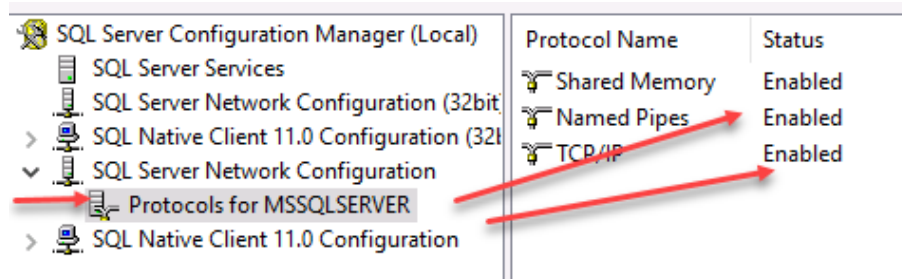 SQL Server Configuration Manager (Local)
SQL Server Services
SQL Server Network Configuration (32bit
SQL Native Client 11.0 Configuration (32b
SQL Server Network Configuration
Protocols for MSSQLSERVER
SQL Native Client 11.0 Configuration
Protocol Name Status
Shared Memory Enabled
Named Pipes Enabled
TCP/IP Enabled